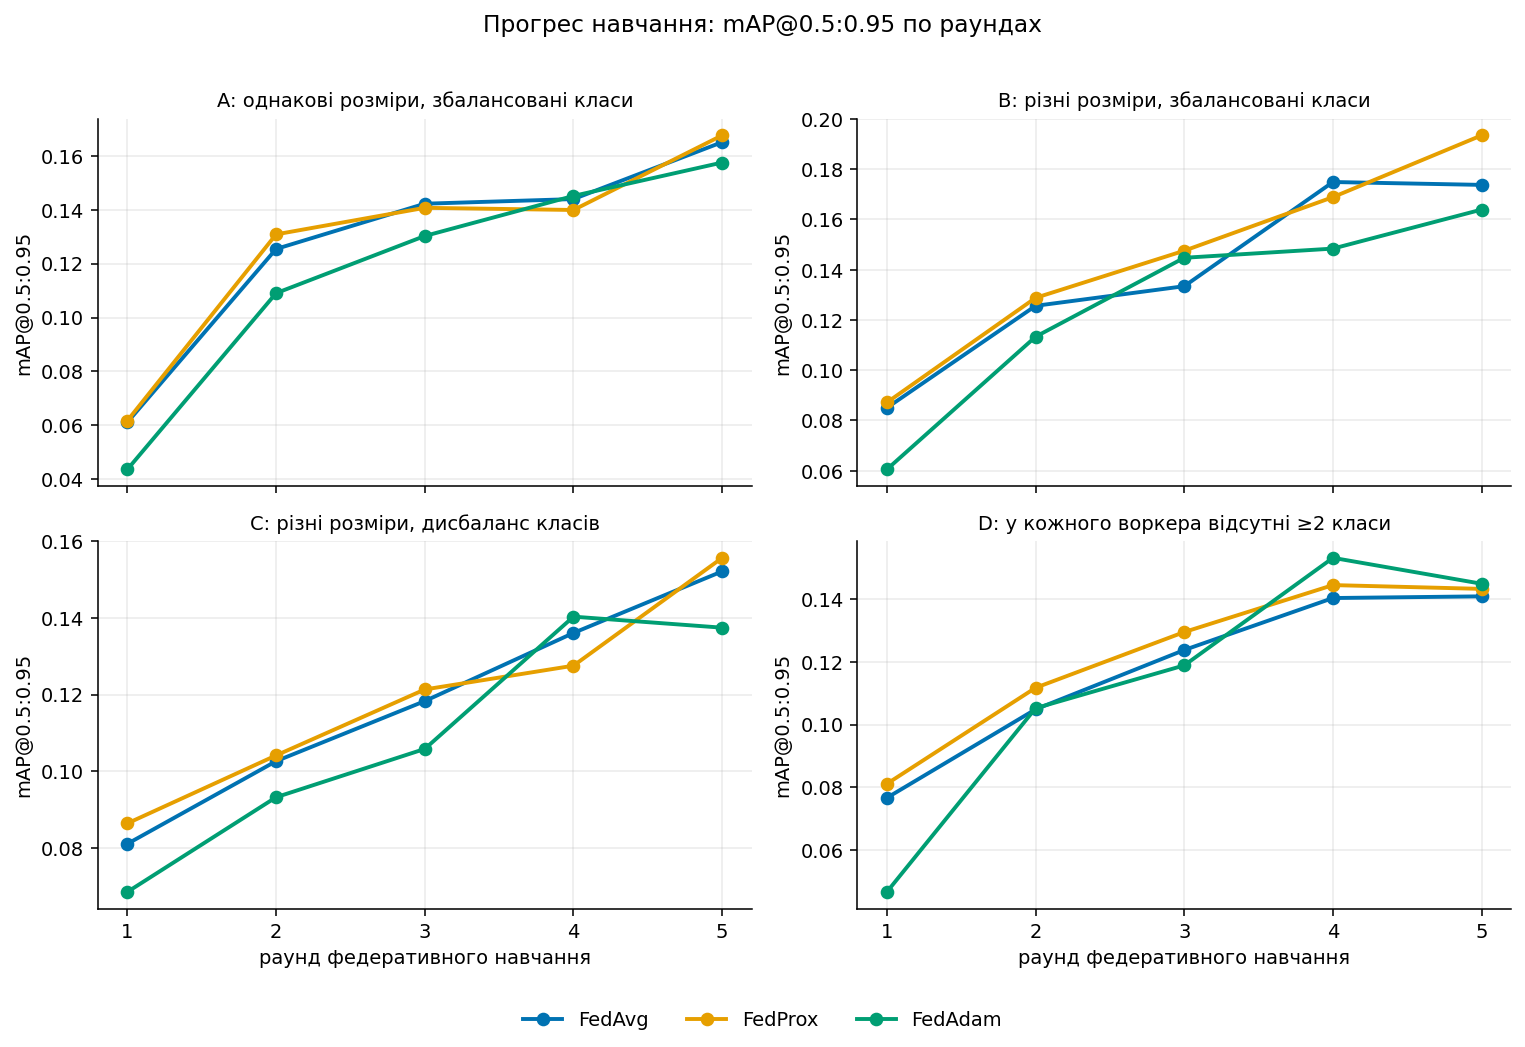 Прогрес навчання: mAP@0.5:0.95 по раундах
A: однакові розміри, збалансовані класи
mAP@0.5:0.95
0.16
0.14
0.12
0.10
0.08
0.06
0.04
B: різні розміри, збалансовані класи
mAP@0.5:0.95
0.20
0.18
0.16
0.14
0.12
0.10
0.08
0.06
C: різні розміри, дисбаланс класів
mAP@0.5:0.95
0.16
0.14
0.12
0.10
0.08
1 2 3 4 5
раунд федеративного навчання
D: у кожного воркера відсутні ≥2 класи
mAP@0.5:0.95
0.14
0.12
0.10
0.08
0.06
1 2 3 4 5
раунд федеративного навчання
FedAvg FedProx FedAdam